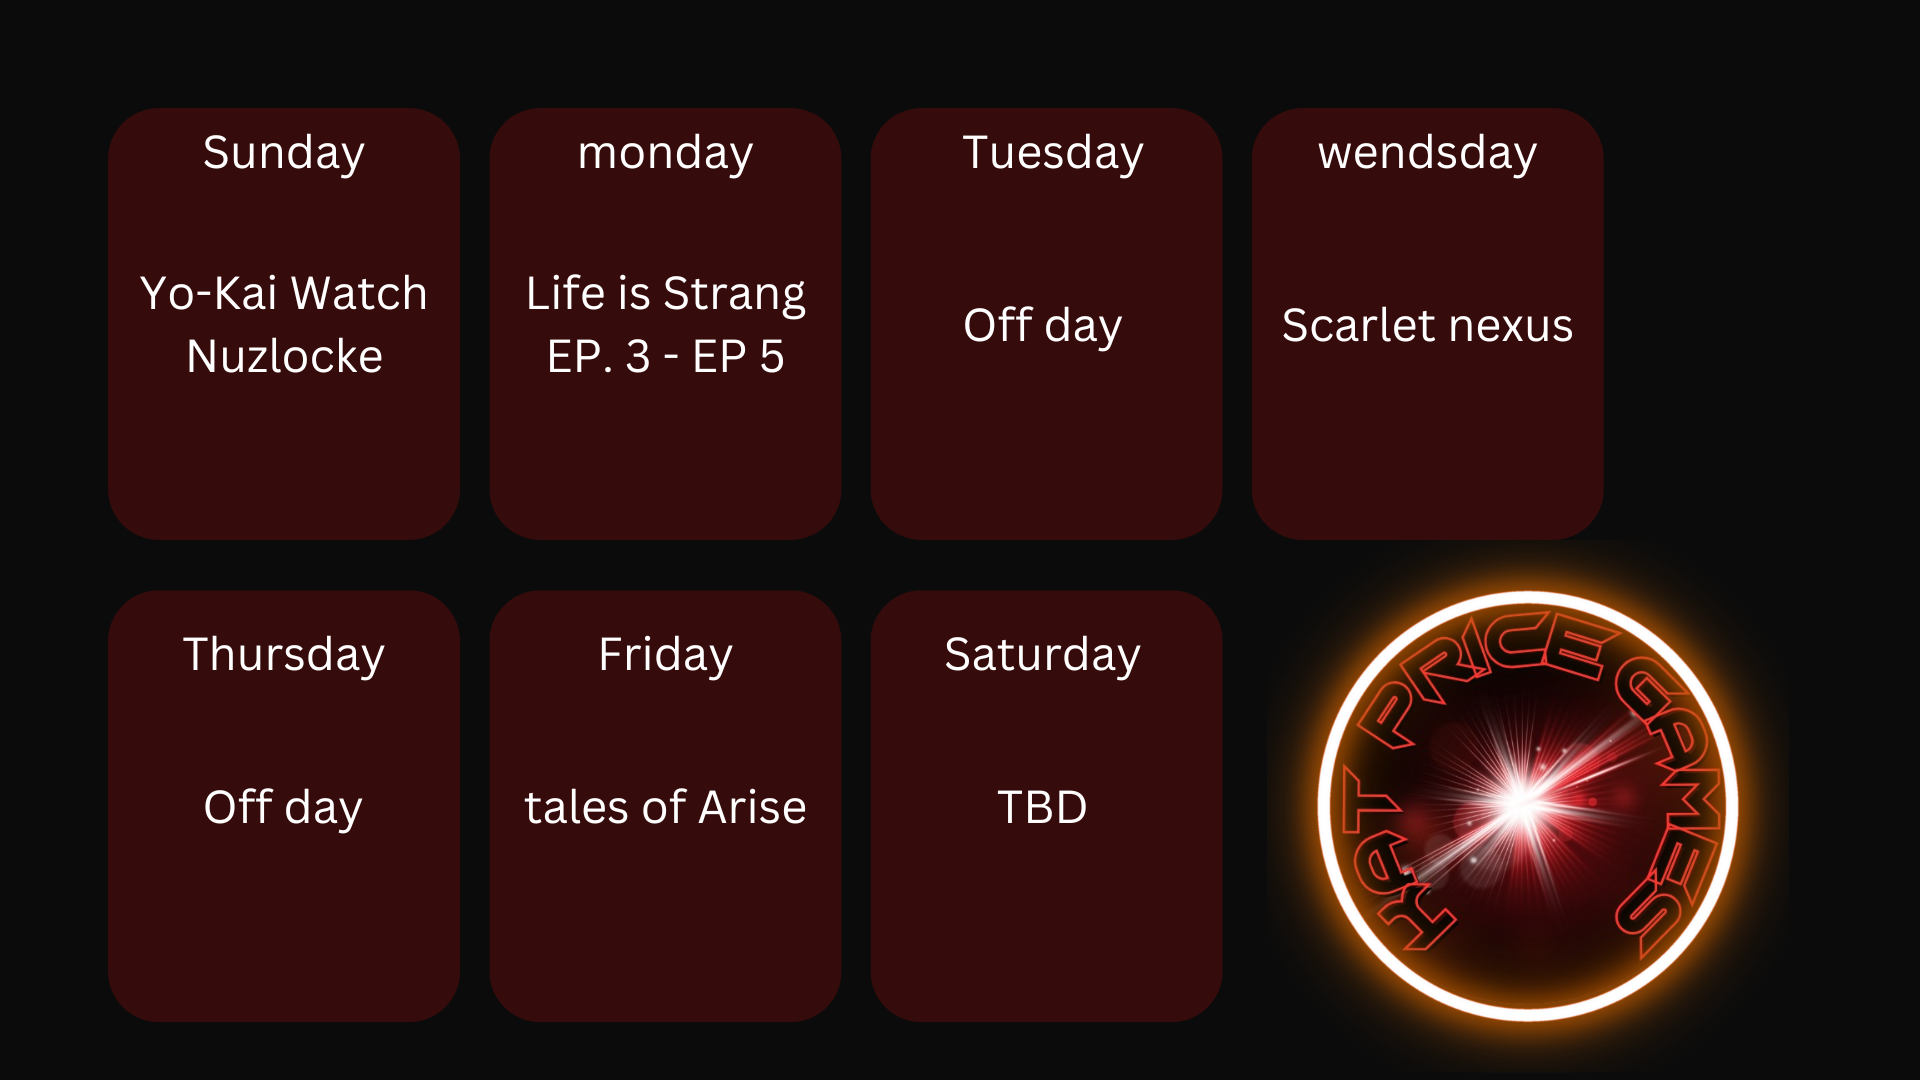 Sunday
Yo-Kai Watch
Nuzlocke
monday
Life is Strang
EP. 3 - EP 5
Tuesday
Off day
wendsday
Scarlet nexus
Thursday
Off day
Friday
tales of Arise
Saturday
TBD
KAT PRICE GAMES